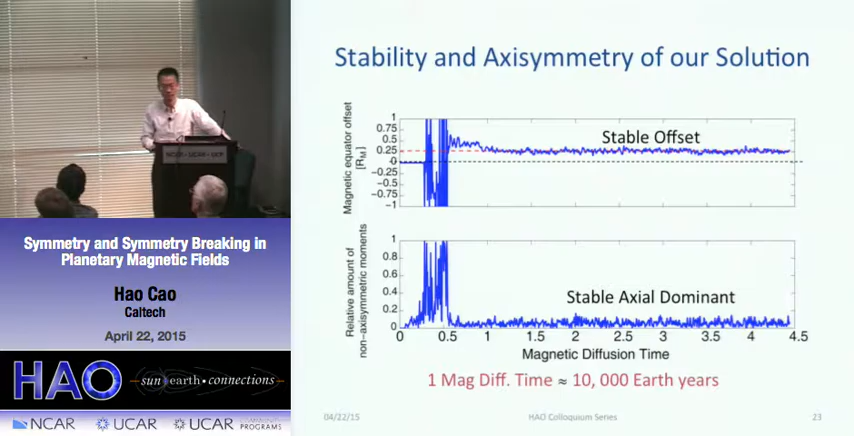 NCAR • UCAR • UOP
Symmetry and Symmetry Breaking in
Planetary Magnetic Fields
Hao Cao
Caltech
April 22, 2015
HAO
sun earth • connections
NCAR
UCAR
UCAR
PROGRAMS
Stability and Axisymmetry of our Solution
Magnetic equator offset
[RM]
1
0.75
0.5
0.25
0
−0.25
−0.5
−0.75
−1
Stable Offset
Relative amount of
non−axisymmetric moments
1
0.8
0.6
0.4
0.2
0
Stable Axial Dominant
0 0.5 1 1.5 2 2.5 3 3.5 4 4.5
Magnetic Diffusion Time
1 Mag Diff. Time ≈ 10, 000 Earth years
04/22/15
HAO Colloquium Series
23